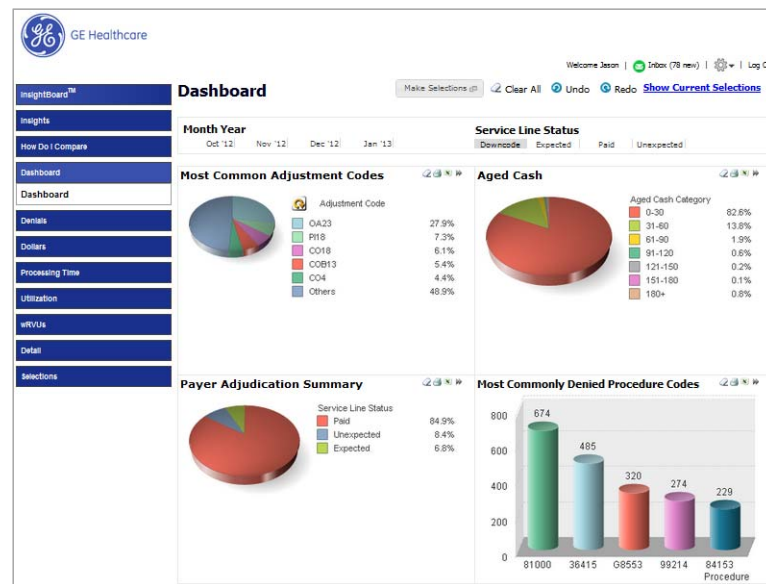 GE Healthcare
Welcome Jason | Inbox (78 new) | | Log
InsightBoard™
Dashboard
Make Selections
Clear All
Undo
Redo
Show Current Selections
Insights
How Do I Compare
Dashboard
Dashboard
Denials
Dollars
Processing Time
Utilization
wRVUs
Detail
Selections
Month Year
Oct '12 Nov '12 Dec '12 Jan '13
Service Line Status
Downcode Expected Paid Unexpected
Most Common Adjustment Codes
Adjustment Code
OA23 27.9%
PI18 7.3%
CO18 6.1%
COB13 5.4%
CO4 4.4%
Others 48.9%
Aged Cash
Aged Cash Category
0-30 82.6%
31-60 13.8%
61-90 1.9%
91-120 0.6%
121-150 0.2%
151-180 0.1%
180+ 0.8%
Payer Adjudication Summary
Service Line Status
Paid 84.9%
Unexpected 8.4%
Expected 6.8%
Most Commonly Denied Procedure Codes
800
600
400
200
0
674
485
320
274
229
81000 36415 G8553 99214 84153
Procedure